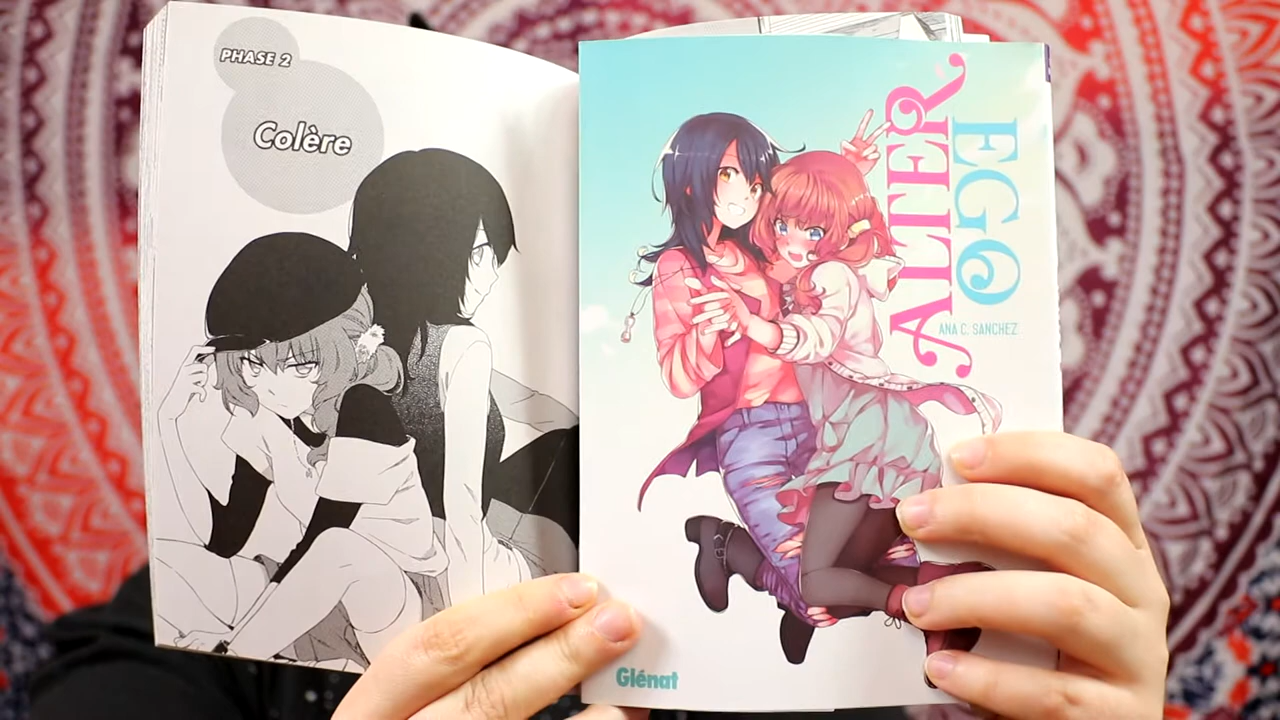 PHASE 2
Colère
ALTER
EGO
ANA C. SANCHEZ
Glénat